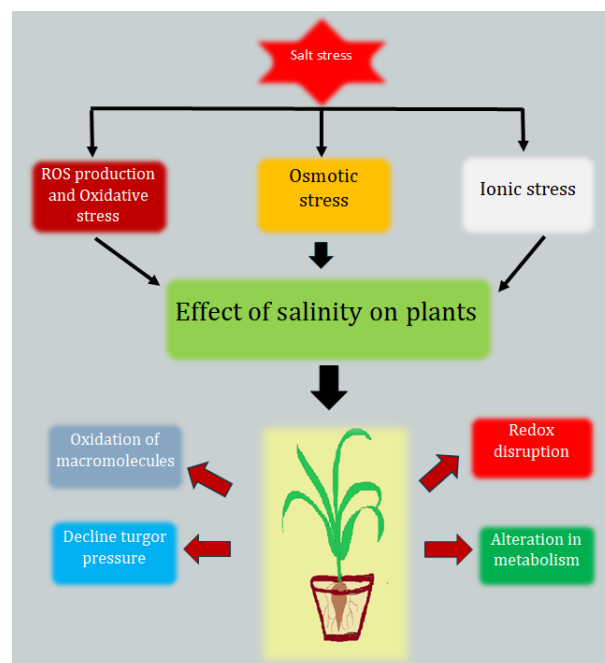 Salt stress
ROS production
and Oxidative
stress
Osmotic
stress
Ionic stress
Effect of salinity on plants
Oxidation of
macromolecules
Redox
disruption
Decline turgor
pressure
Alteration in
metabolism